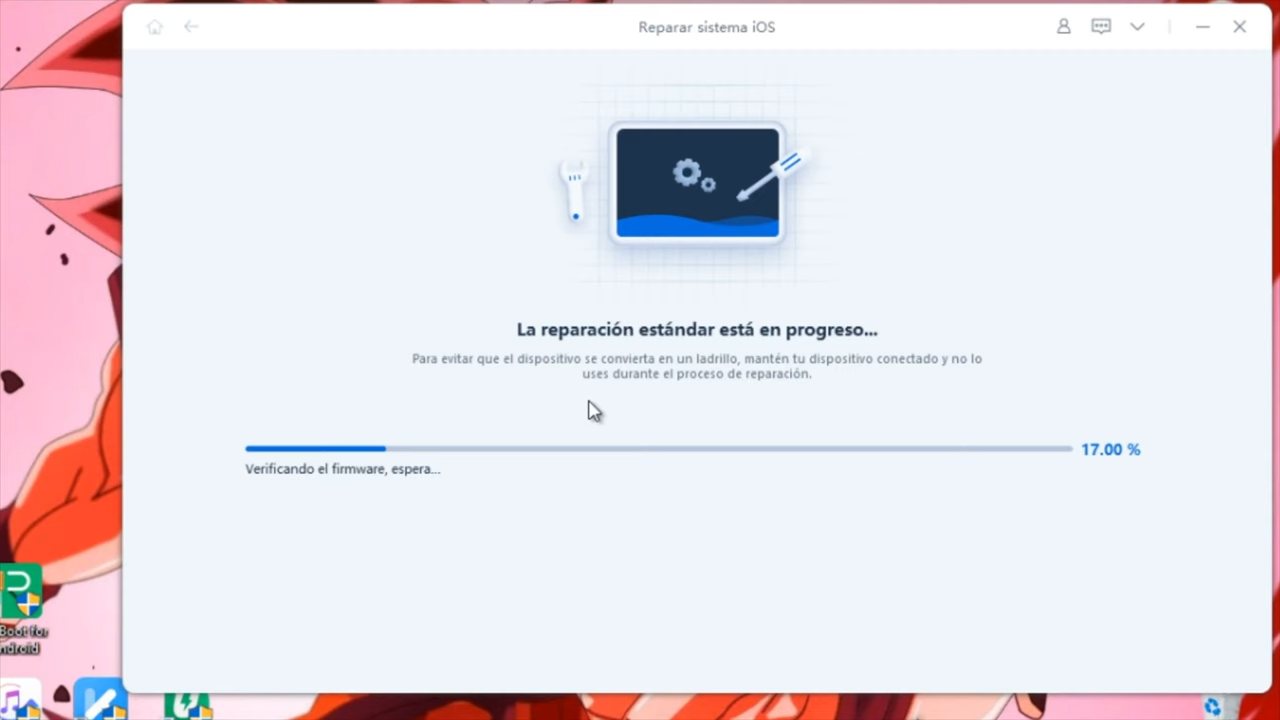 Reparar sistema iOS
La reparación estándar está en progreso...
Para evitar que el dispositivo se convierta en un ladrillo, mantén tu dispositivo conectado y no lo
uses durante el proceso de reparación.
17.00 %
Verificando el firmware, espera...
Boot for
ndroid